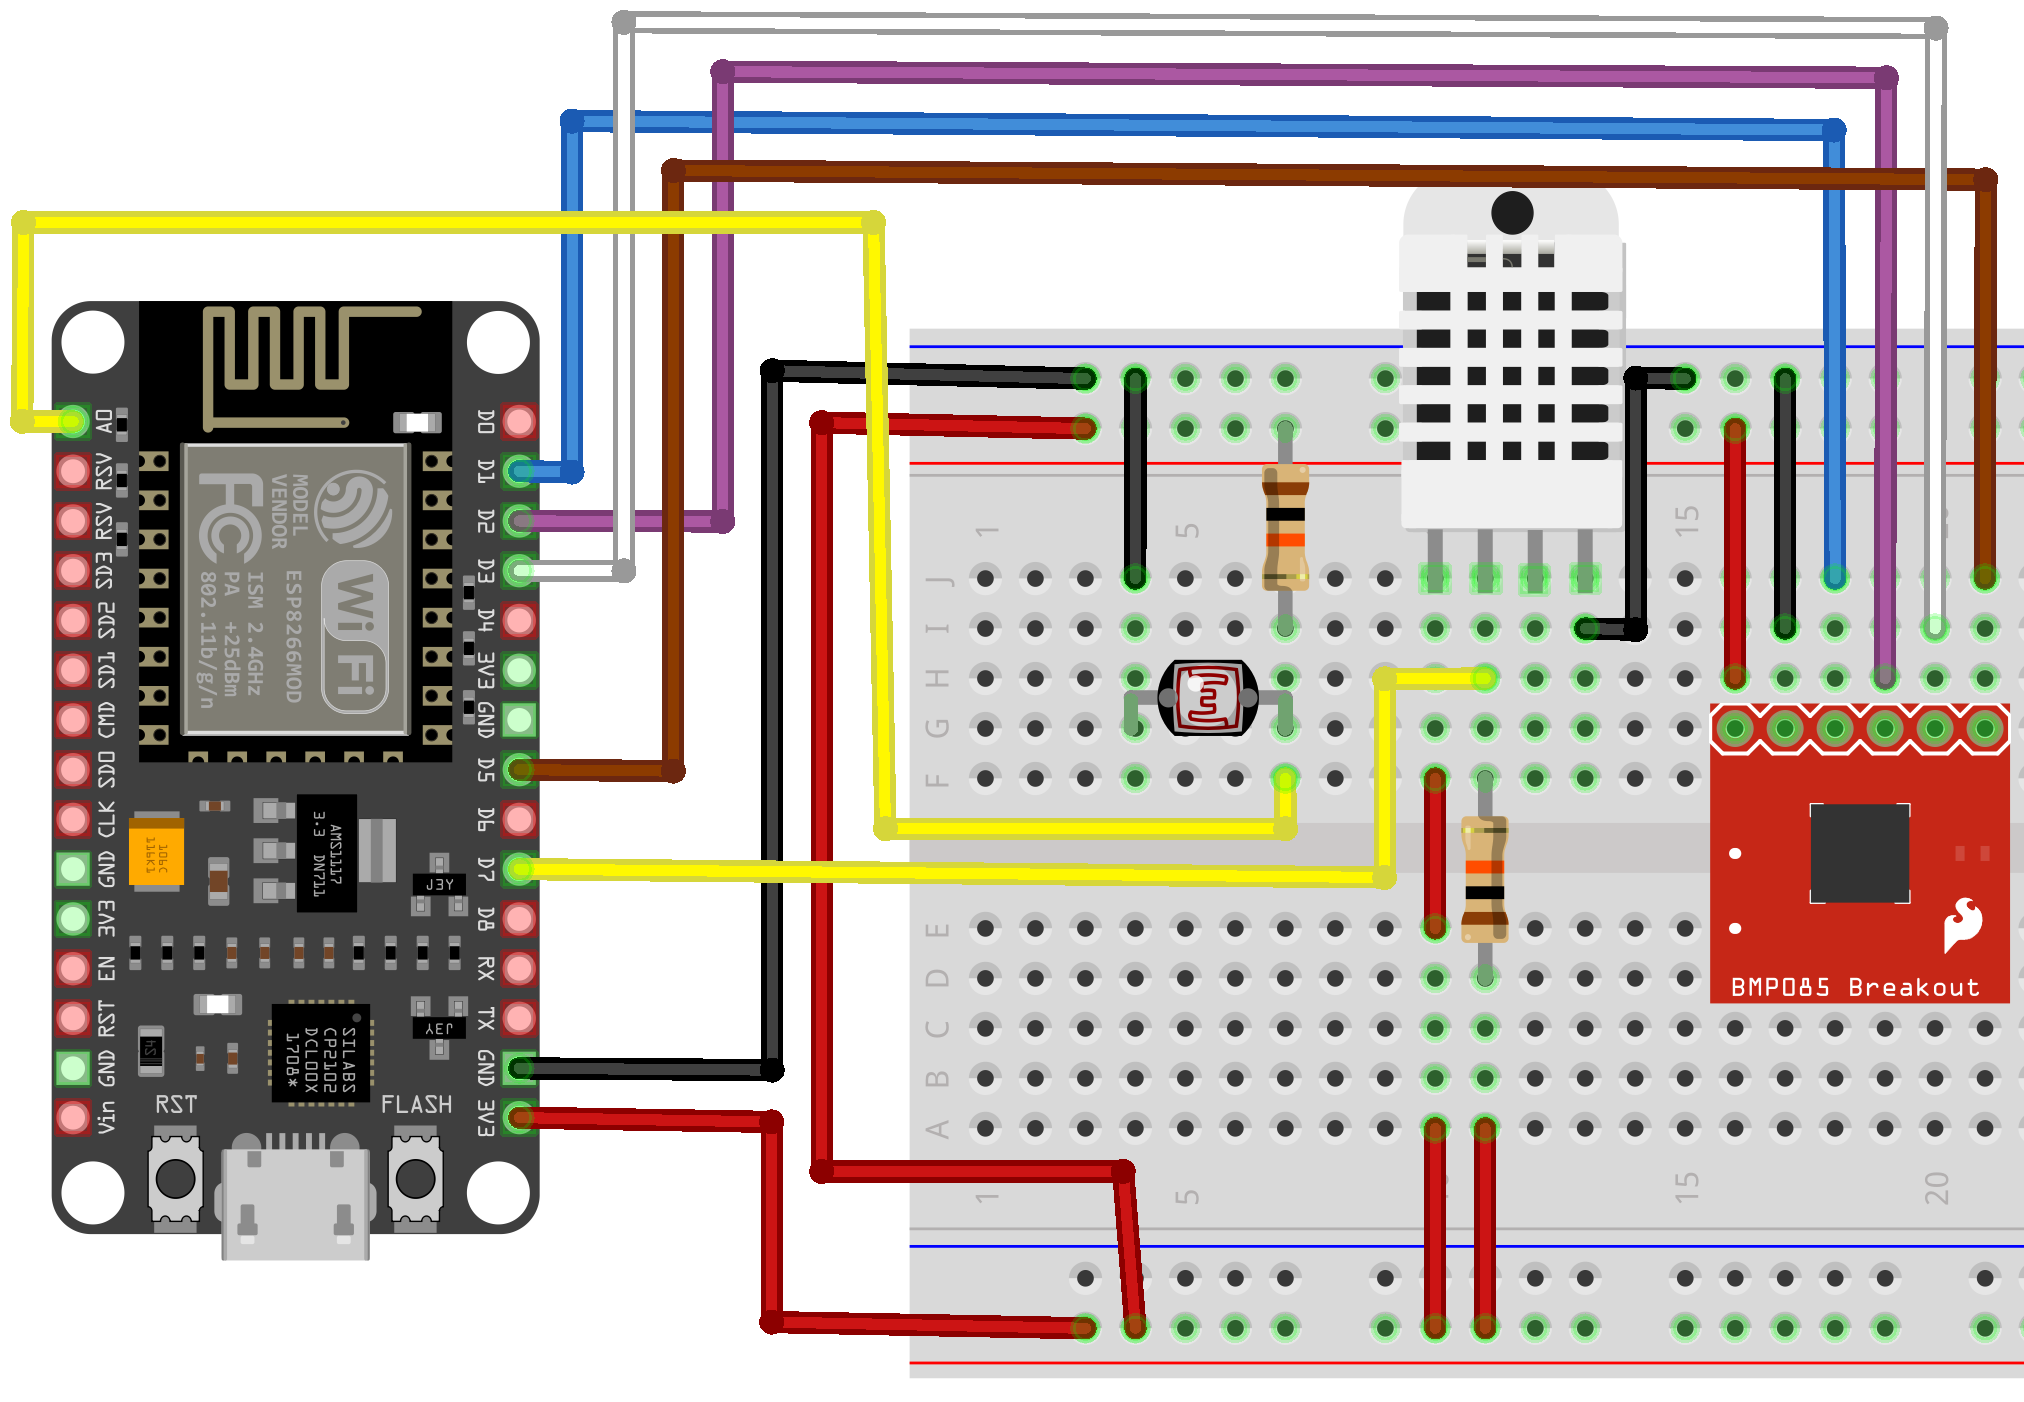 A0
RSV
RSV
SD3
SD2
SD1
CMD
SD0
CLK
GND
3V3
EN
RST
GND
Vin
D0
D1
D2
D3
D4
3V3
GND
D5
D6
D7
D8
RX
TX
GND
3V3
MODEL
VENDOR
FC
WiFi
ESP8266MOD
ISM 2.4GHz
PA +25dBm
802.11b/g/n
AMS1117
3.3 DN711
J3Y
J3Y
SILABS
CP2102
DCL00X
1708*
RST
FLASH
1
5
15
J
I
H
G
F
E
D
C
B
A
1
5
15
20
BMP085 Breakout